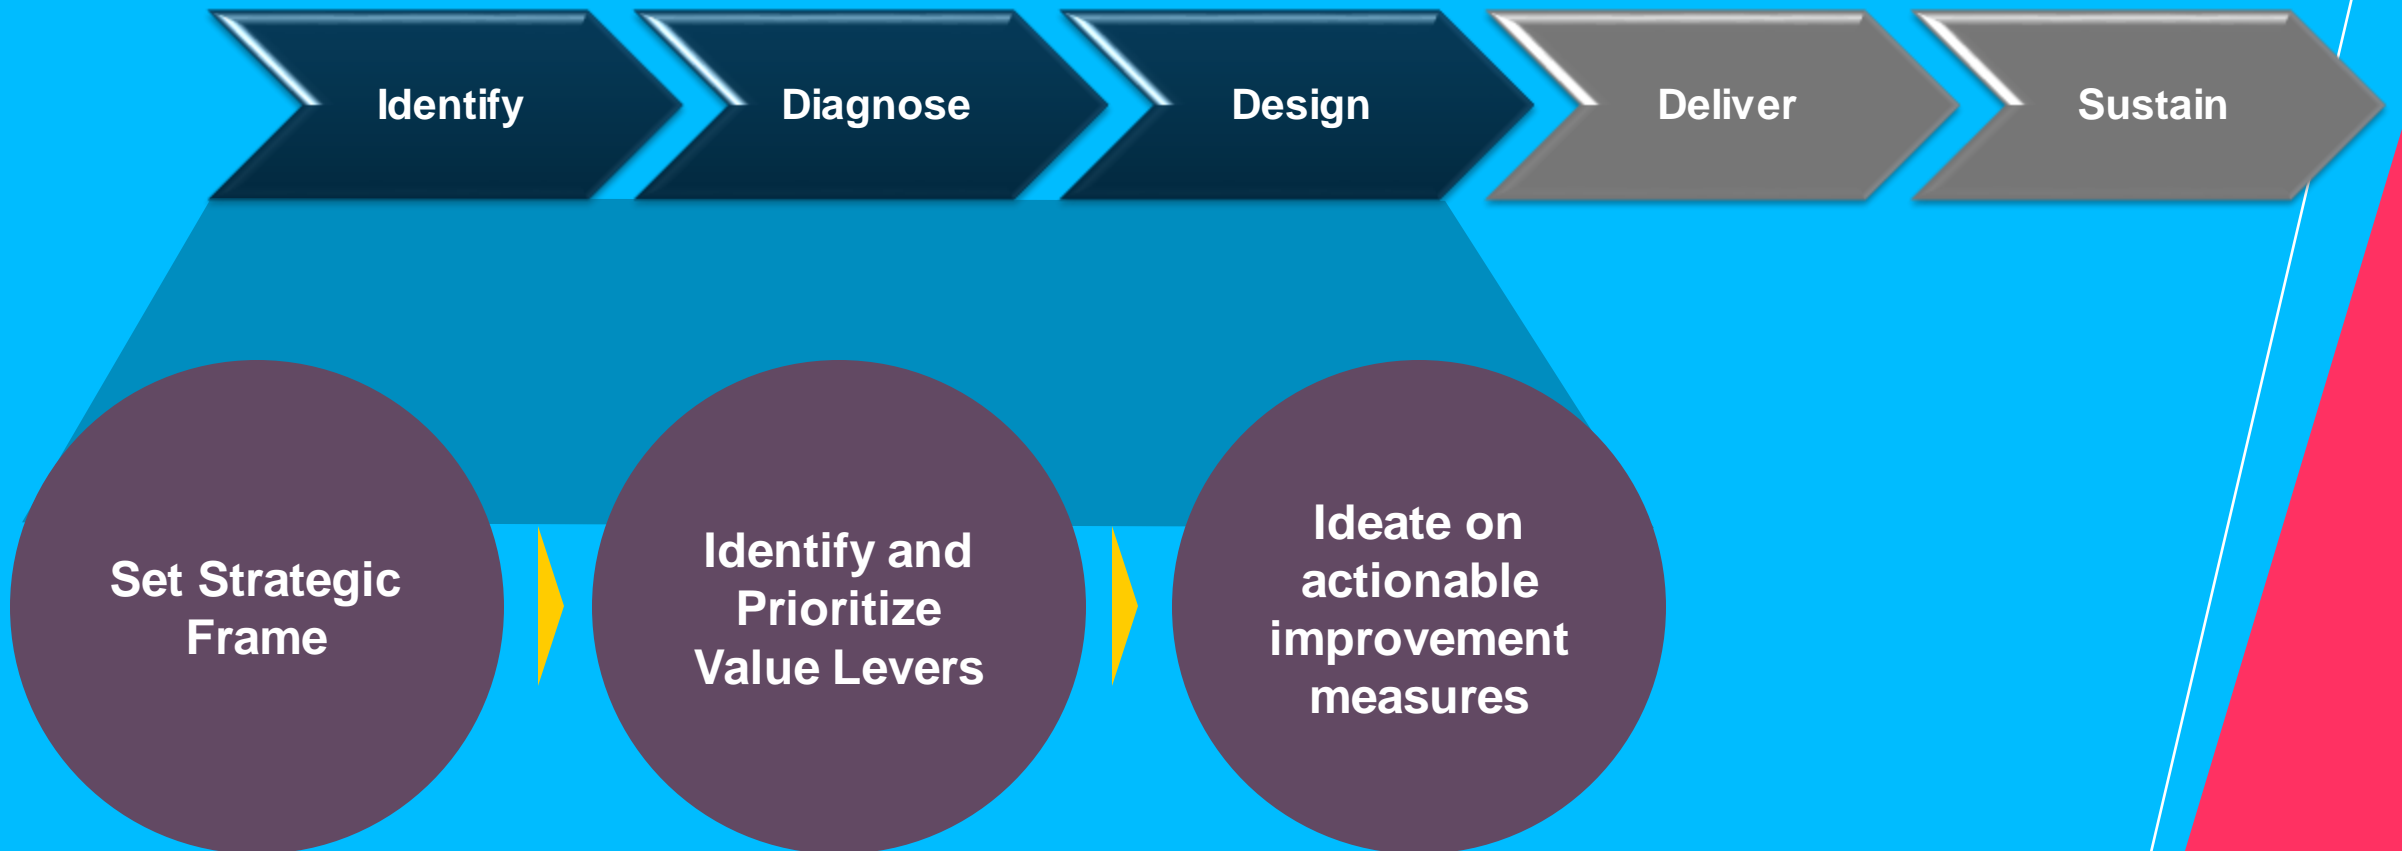 Identify
Diagnose
Design
Deliver
Sustain
Set Strategic
Frame
Identify and
Prioritize
Value Levers
Ideate on
actionable
improvement
measures